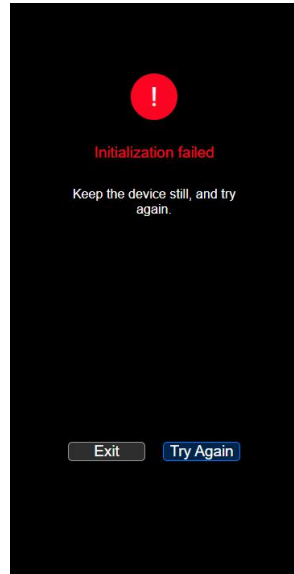 !
Initialization failed
Keep the device still, and try
again.
Exit
Try Again